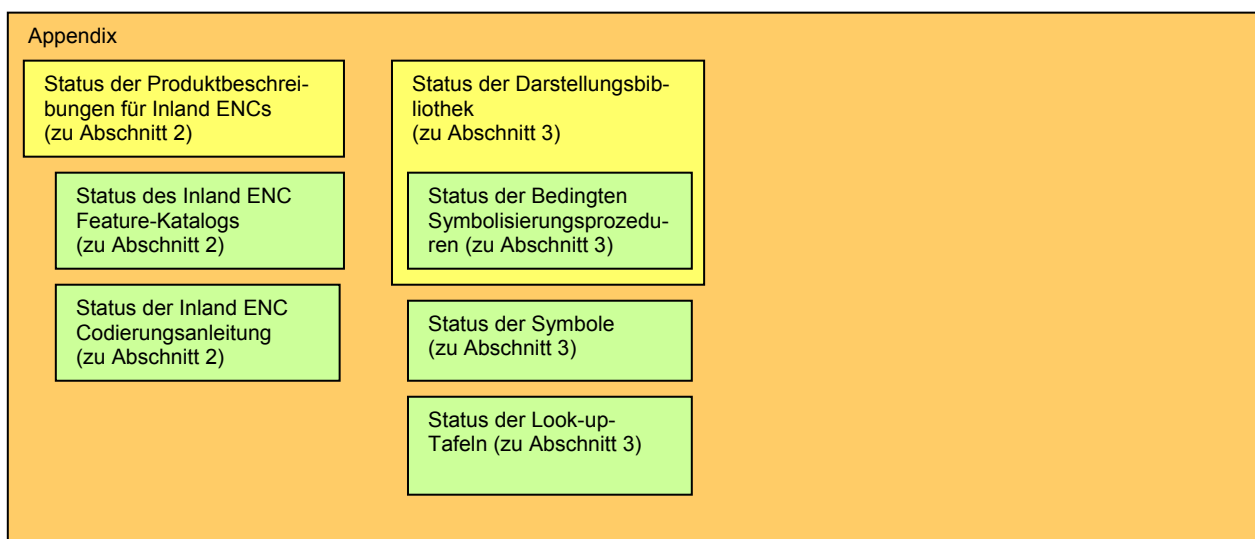 Appendix
Status der Produktbeschrei-
bungen für Inland ENCs
(zu Abschnitt 2)
Status des Inland ENC
Feature-Katalogs
(zu Abschnitt 2)
Status der Inland ENC
Codierungsanleitung
(zu Abschnitt 2)
Status der Darstellungsbib-
liothek
(zu Abschnitt 3)
Status der Bedingten
Symbolisierungsprozedu-
ren (zu Abschnitt 3)
Status der Symbole
(zu Abschnitt 3)
Status der Look-up-
Tafeln (zu Abschnitt 3)